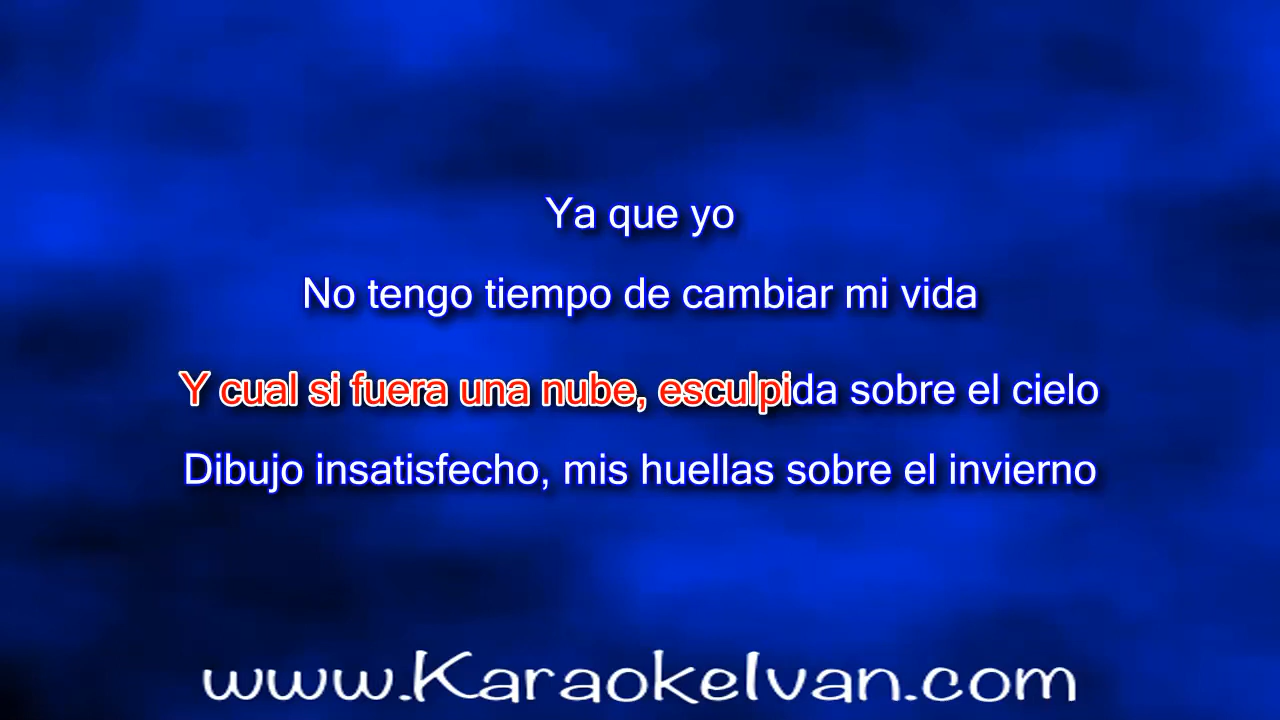 Ya que yo
No tengo tiempo de cambiar mi vida
Y cual si fuera una nube, esculpida sobre el cielo
Dibujo insatisfecho, mis huellas sobre el invierno
www.KaraokeIvan.com